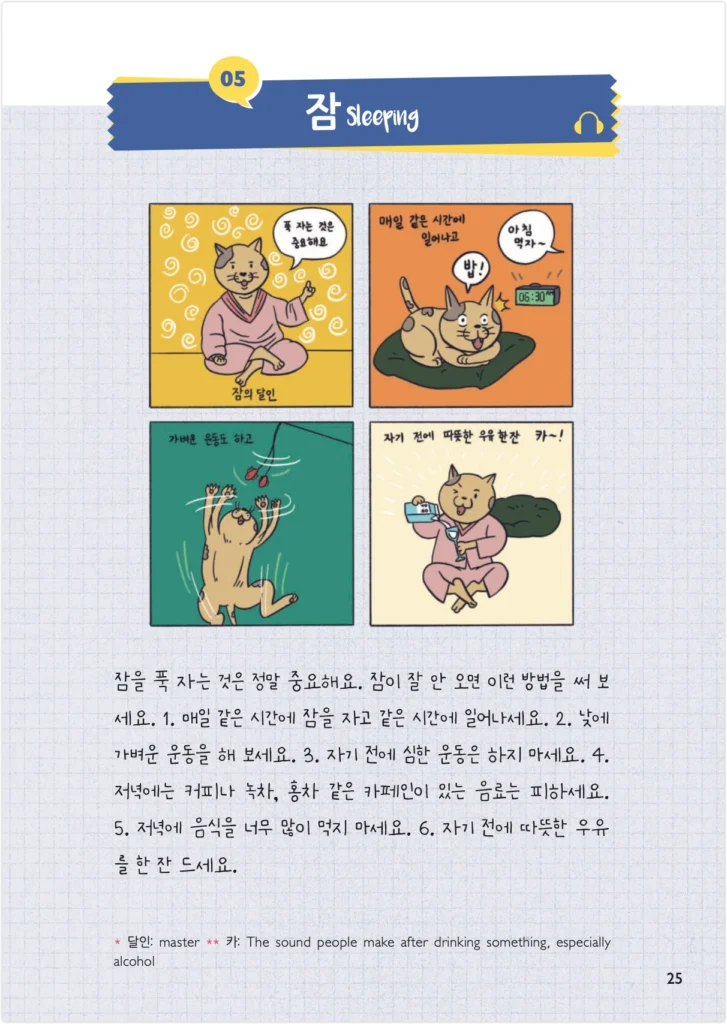 05
잠 Sleeping
푹 자는 것은
중요해요
잠의 달인
매일 같은 시간에
일어나고
아침
먹자~
밥!
06:30 AM
가벼운 운동도 하고
자기 전에 따뜻한 우유 한잔 캬~!
잠을 푹 자는 것은 정말 중요해요. 잠이 잘 안 오면 이런 방법을 써 보
세요. 1. 매일 같은 시간에 잠을 자고 같은 시간에 일어나세요. 2. 낮에
가벼운 운동을 해 보세요. 3. 자기 전에 심한 운동은 하지 마세요. 4.
저녁에는 커피나 녹차, 홍차 같은 카페인이 있는 음료는 피하세요.
5. 저녁에 음식을 너무 많이 먹지 마세요. 6. 자기 전에 따뜻한 우유
를 한 잔 드세요.
* 달인: master ** 캬: The sound people make after drinking something, especially
alcohol
25